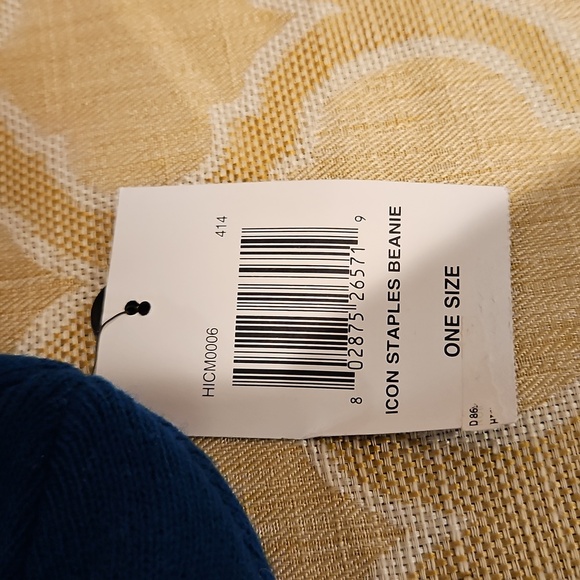 HICM0006 414
8 02875 26571 9
ICON STAPLES BEANIE
ONE SIZE